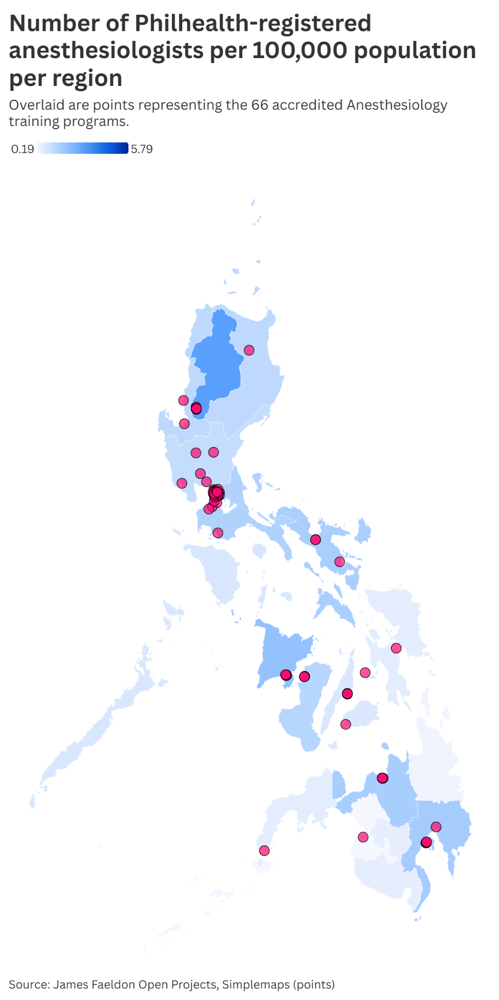 Number of Philhealth-registered
anesthesiologists per 100,000 population
per region
Overlaid are points representing the 66 accredited Anesthesiology
training programs.
0.19 5.79
Source: James Faeldon Open Projects, Simplemaps (points)